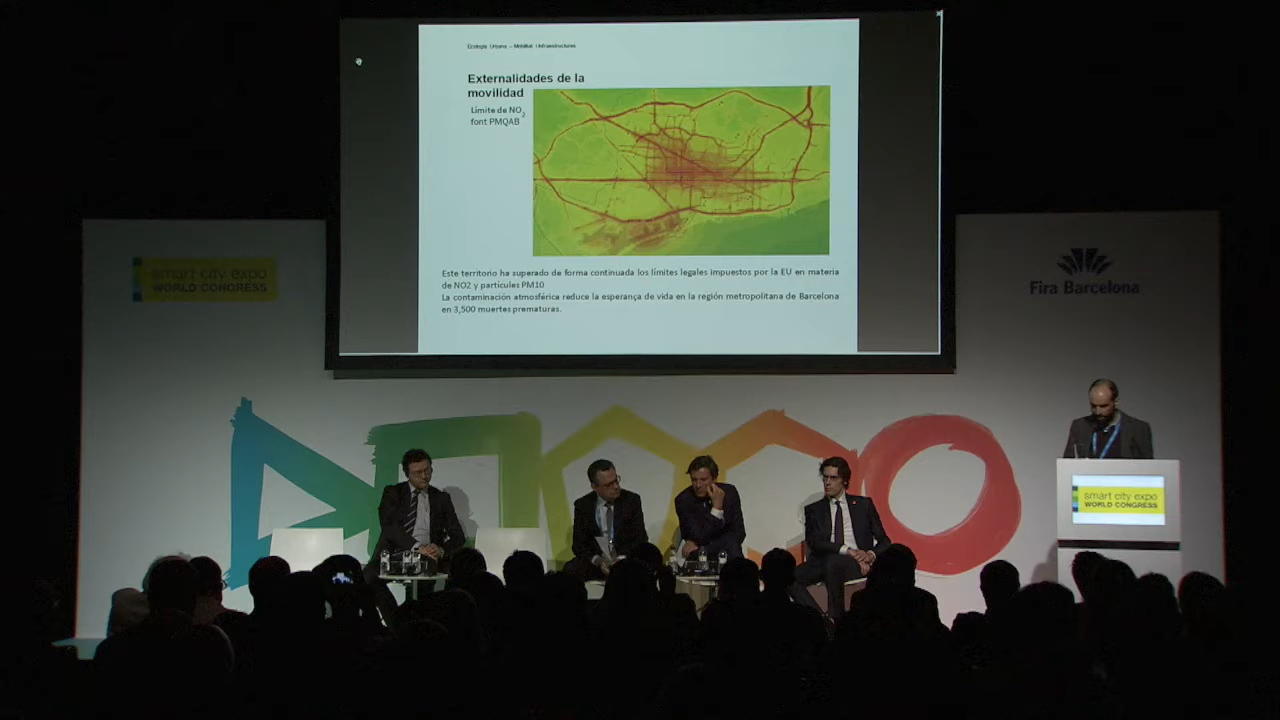 Ecologia Urbana – Mobilitat i Infraestructures
Externalidades de la
movilidad
Limite de NO2
font PMQAB
Este territorio ha superado de forma continuada los límites legales impuestos por la EU en materia
de NO2 y particules PM10
La contaminación atmosférica reduce la esperança de vida en la región metropolitana de Barcelona
en 3,500 muertes prematuras.
smart city expo
WORLD CONGRESS
Fira Barcelona
smart city expo
WORLD CONGRESS